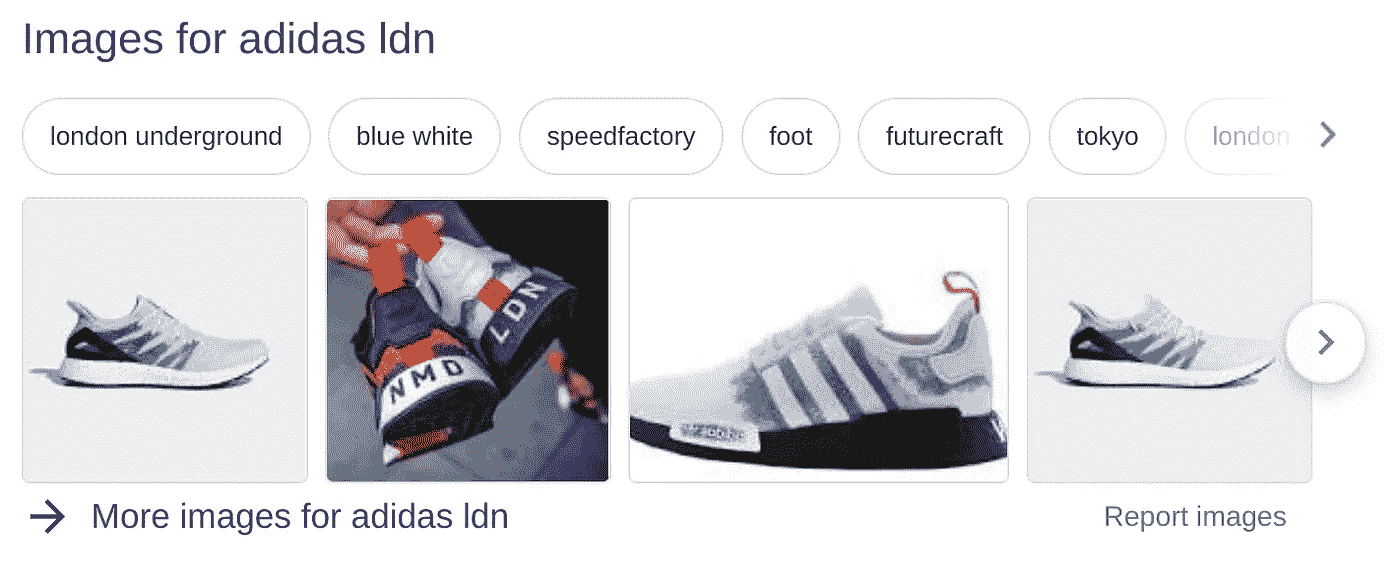 Images for adidas ldn
london underground
blue white
speedfactory
foot
futurecraft
tokyo
london
LDN
NMD
More images for adidas ldn
Report images